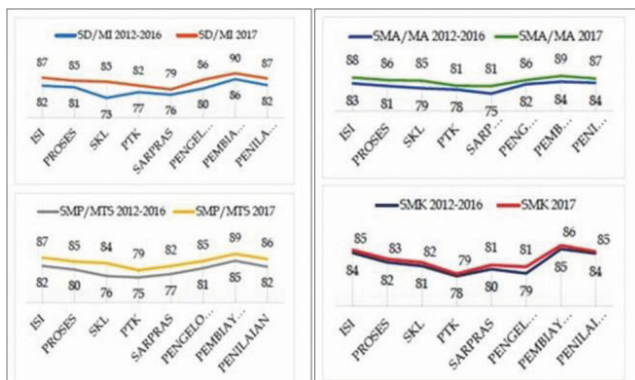 SD/MI 2012-2016 SD/MI 2017
87 85 85 82 79 86 90 87
82 81 73 77 76 80 86 82
ISI PROSES SKL PTK SARPRAS PENGEL... PEMBIA... PENILA...
SMA/MA 2012-2016 SMA/MA 2017
88 86 85 81 81 86 89 87
83 81 79 78 75 82 84 84
ISI PROSES SKL PTK SARP... PENG... PEMB... PENI...
SMP/MTS 2012-2016 SMP/MTS 2017
87 85 84 79 82 85 89 86
82 80 76 75 77 81 85 82
ISI PROSES SKL PTK SARPRAS PENGELO... PEMBIAY... PENILAIAN
SMK 2012-2016 SMK 2017
85 83 82 79 81 81 86 85
84 82 81 78 80 79 85 84
ISI PROSES SKL PTK SARPRAS PENGEL... PEMBIAY... PENILAI...